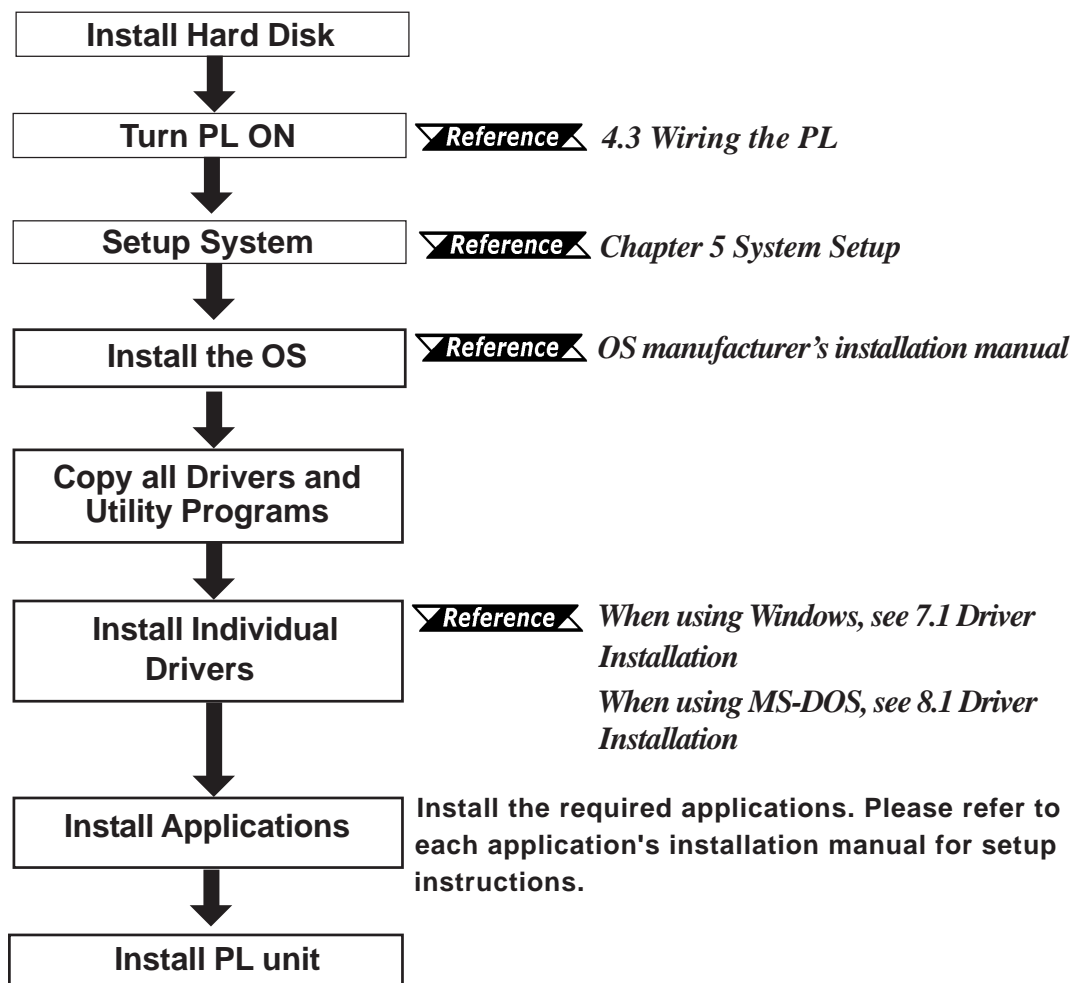 Install Hard Disk
Turn PL ON
Reference 4.3 Wiring the PL
Setup System
Reference Chapter 5 System Setup
Install the OS
Reference OS manufacturer’s installation manual
Copy all Drivers and
Utility Programs
Install Individual
Drivers
Reference When using Windows, see 7.1 Driver
Installation
When using MS-DOS, see 8.1 Driver
Installation
Install Applications
Install the required applications. Please refer to
each application's installation manual for setup
instructions.
Install PL unit